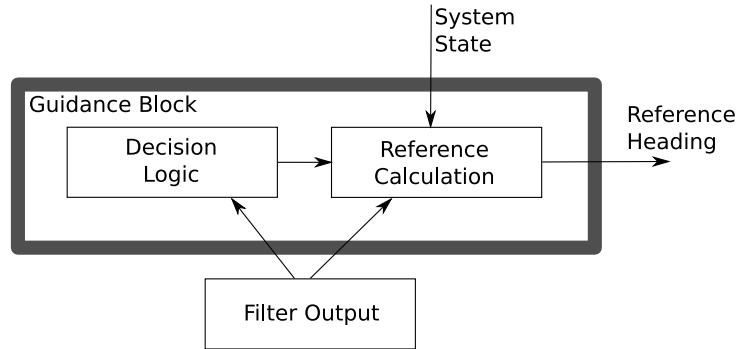 System
State
Guidance Block
Reference
Heading
Decision
Logic
Reference
Calculation
Filter Output